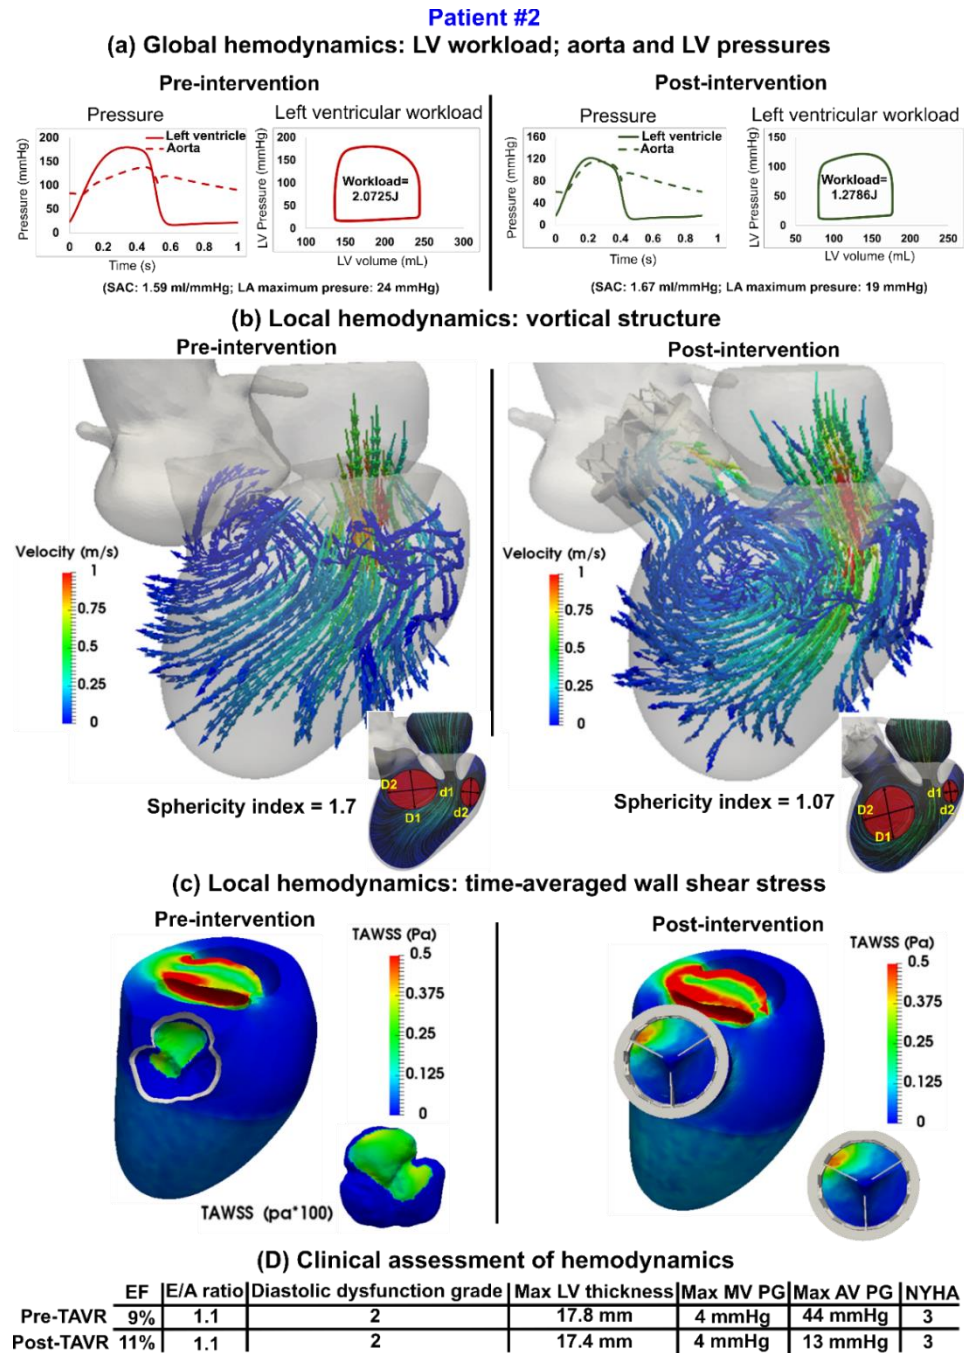 Patient #2
(a) Global hemodynamics: LV workload; aorta and LV pressures
Pre-intervention
Post-intervention
Pressure
Left ventricular workload
Pressure (mmHg)
200
150
100
50
0
Left ventricle
Aorta
0 0.2 0.4 0.6 0.8 1
Time (s)
LV Pressure (mmHg)
200
150
100
50
0
Workload=
2.0725J
100 150 200 250 300
LV volume (mL)
(SAC: 1.59 ml/mmHg; LA maximum presure: 24 mmHg)
Pressure
Left ventricular workload
Pressure (mmHg)
160
120
80
40
0
Left ventricle
Aorta
0 0.2 0.4 0.6 0.8
Time (s)
LV Pressure (mmHg)
150
100
50
0
Workload=
1.2786J
50 100 150 200 250
LV volume (mL)
(SAC: 1.67 ml/mmHg; LA maximum presure: 19 mmHg)
(b) Local hemodynamics: vortical structure
Pre-intervention
Post-intervention
Velocity (m/s)
1
0.75
0.5
0.25
0
D2
D1
d1
d2
Sphericity index = 1.7
Velocity (m/s)
1
0.75
0.5
0.25
0
D2
D1
d1
d2
Sphericity index = 1.07
(c) Local hemodynamics: time-averaged wall shear stress
Pre-intervention
Post-intervention
TAWSS (Pa)
0.5
0.375
0.25
0.125
0
TAWSS (pa*100)
TAWSS (Pa)
0.5
0.375
0.25
0.125
0
(D) Clinical assessment of hemodynamics
EF E/A ratio Diastolic dysfunction grade Max LV thickness Max MV PG Max AV PG NYHA
Pre-TAVR 9% 1.1 2 17.8 mm 4 mmHg 44 mmHg 3
Post-TAVR 11% 1.1 2 17.4 mm 4 mmHg 13 mmHg 3